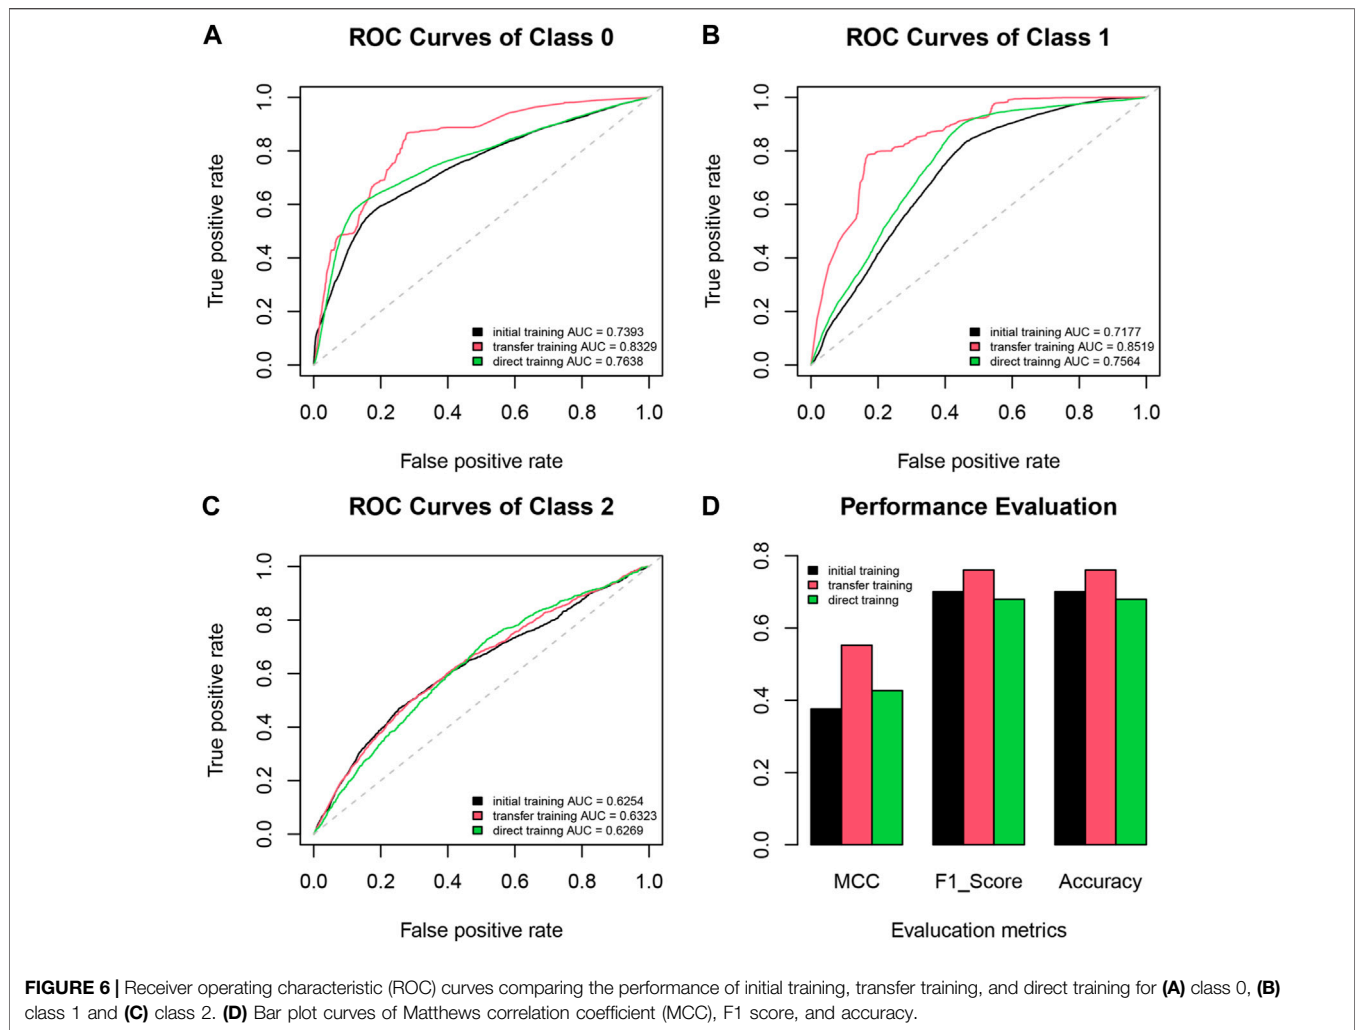 A
ROC Curves of Class 0
True positive rate
1.0
0.8
0.6
0.4
0.2
0.0
initial training AUC = 0.7393
transfer training AUC = 0.8329
direct trainng AUC = 0.7638
0.0 0.2 0.4 0.6 0.8 1.0
False positive rate
B
ROC Curves of Class 1
True positive rate
1.0
0.8
0.6
0.4
0.2
0.0
initial training AUC = 0.7177
transfer training AUC = 0.8519
direct trainng AUC = 0.7564
0.0 0.2 0.4 0.6 0.8 1.0
False positive rate
C
ROC Curves of Class 2
True positive rate
1.0
0.8
0.6
0.4
0.2
0.0
initial training AUC = 0.6254
transfer training AUC = 0.6323
direct trainng AUC = 0.6269
0.0 0.2 0.4 0.6 0.8 1.0
False positive rate
D
Performance Evaluation
0.8
0.6
0.4
0.2
0.0
initial training
transfer training
direct trainng
MCC F1_Score Accuracy
Evalucation metrics
FIGURE 6 | Receiver operating characteristic (ROC) curves comparing the performance of initial training, transfer training, and direct training for (A) class 0, (B)
class 1 and (C) class 2. (D) Bar plot curves of Matthews correlation coefficient (MCC), F1 score, and accuracy.